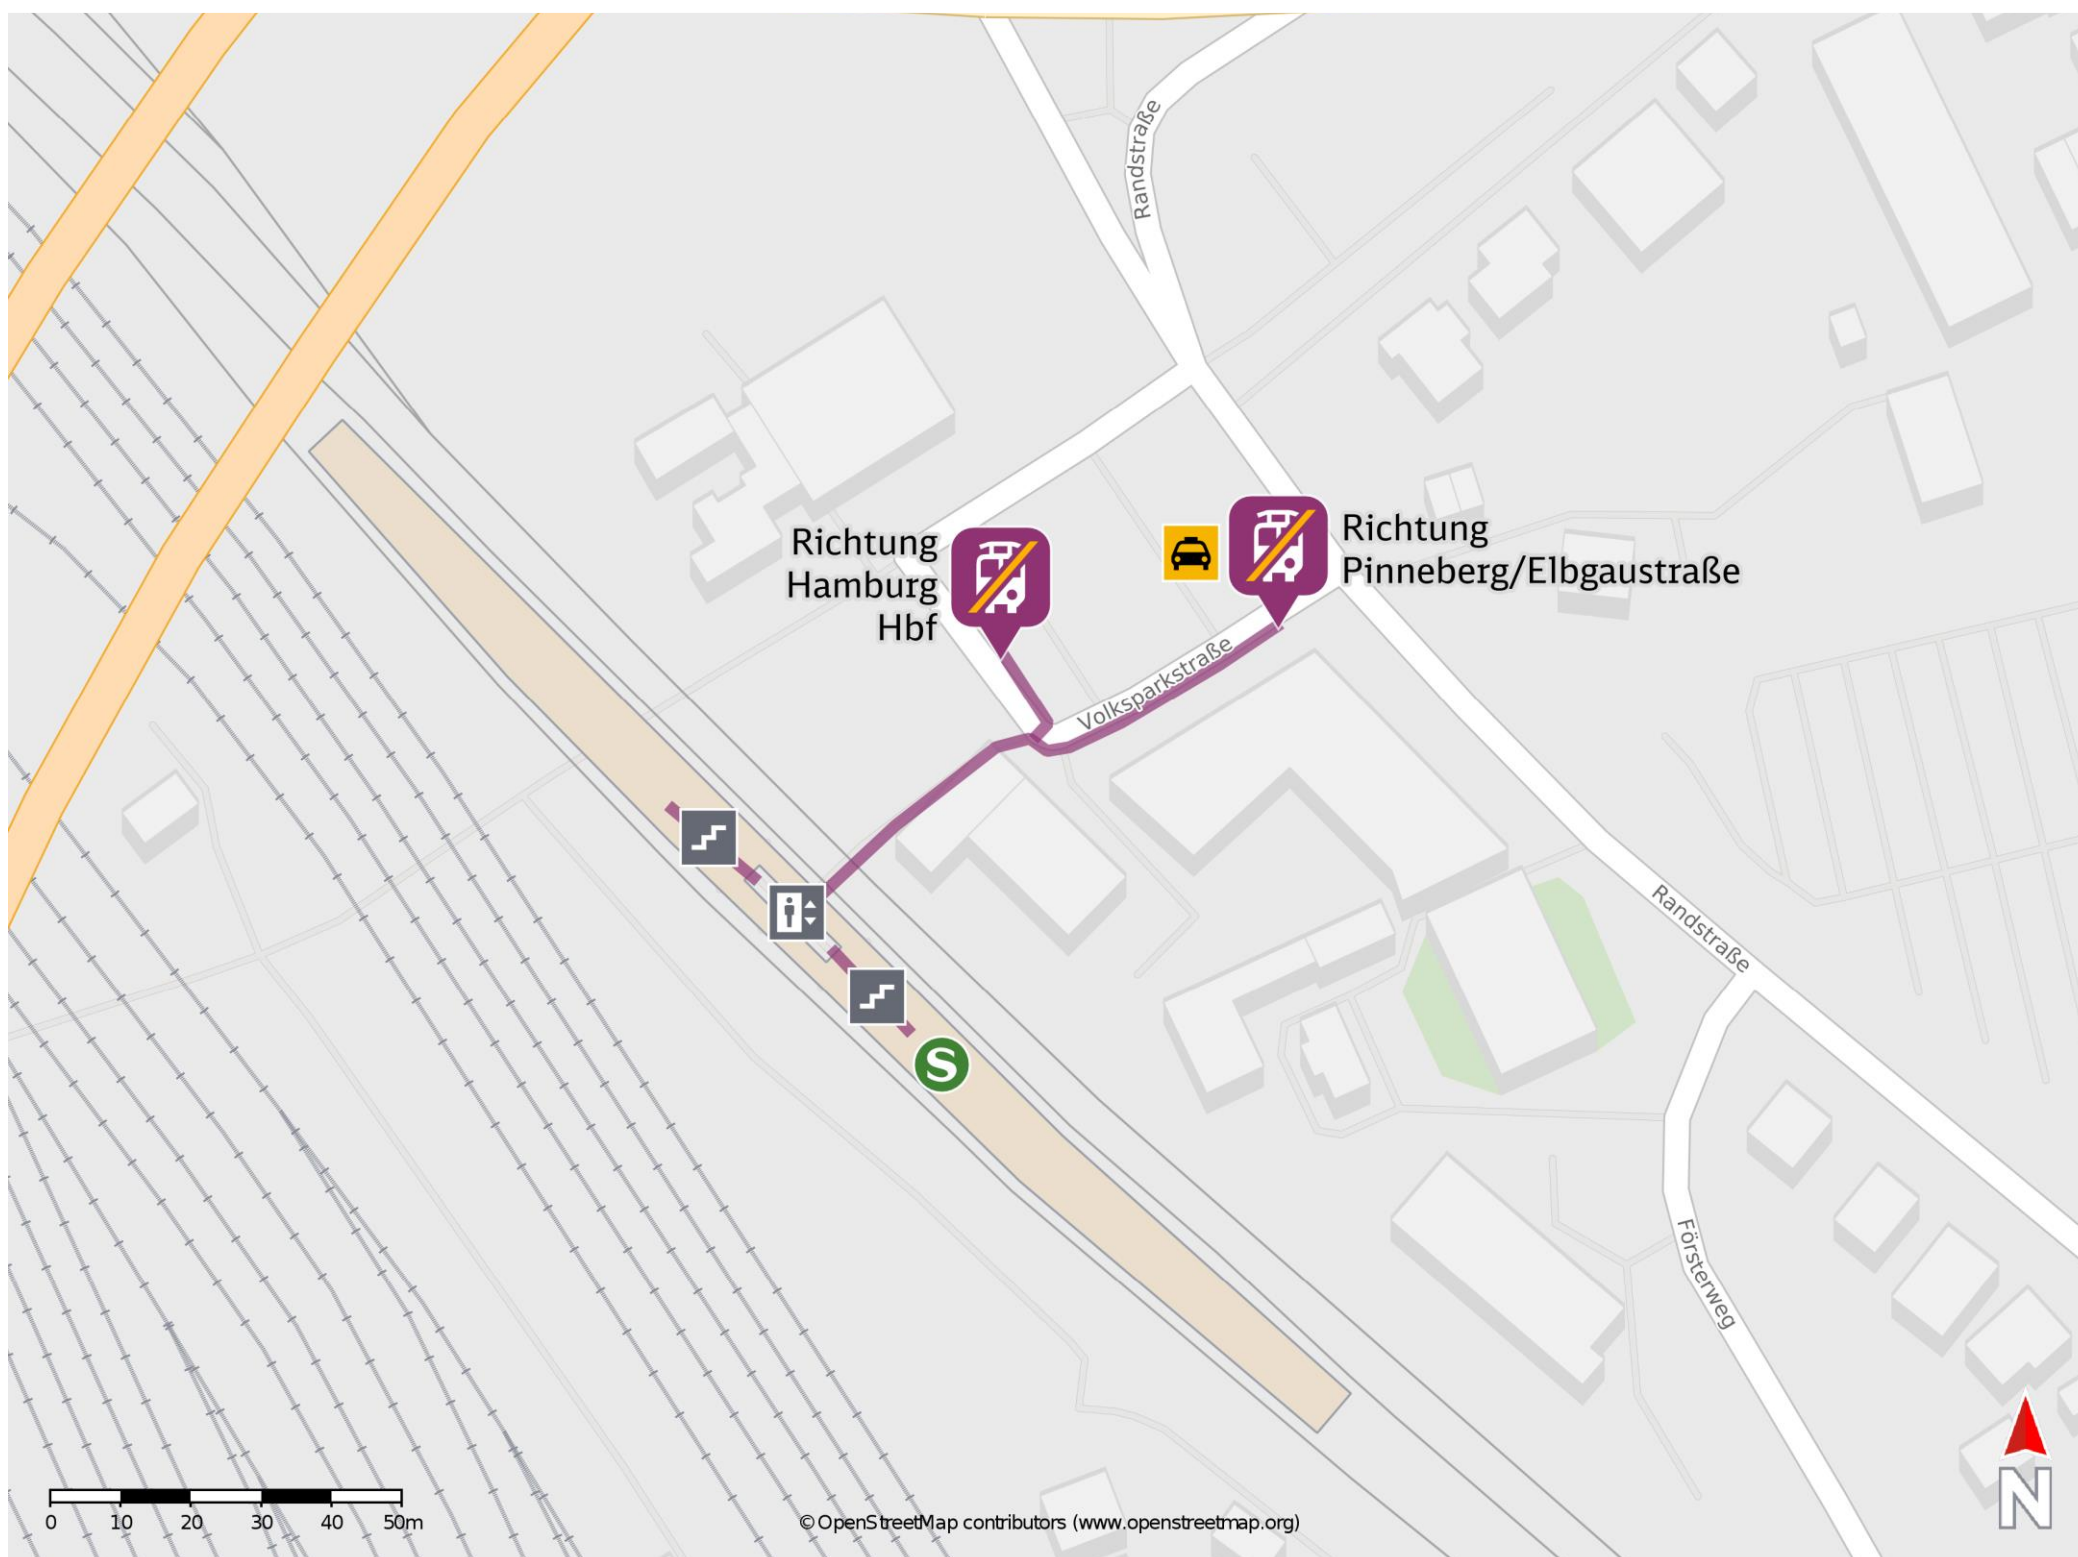 Randstraße
Richtung
Hamburg
Hbf
Richtung
Pinneberg/Elbgaustraße
Volksparkstraße
Randstraße
S
Försterweg
0 10 20 30 40 50m
© OpenStreetMap contributors (www.openstreetmap.org)
N